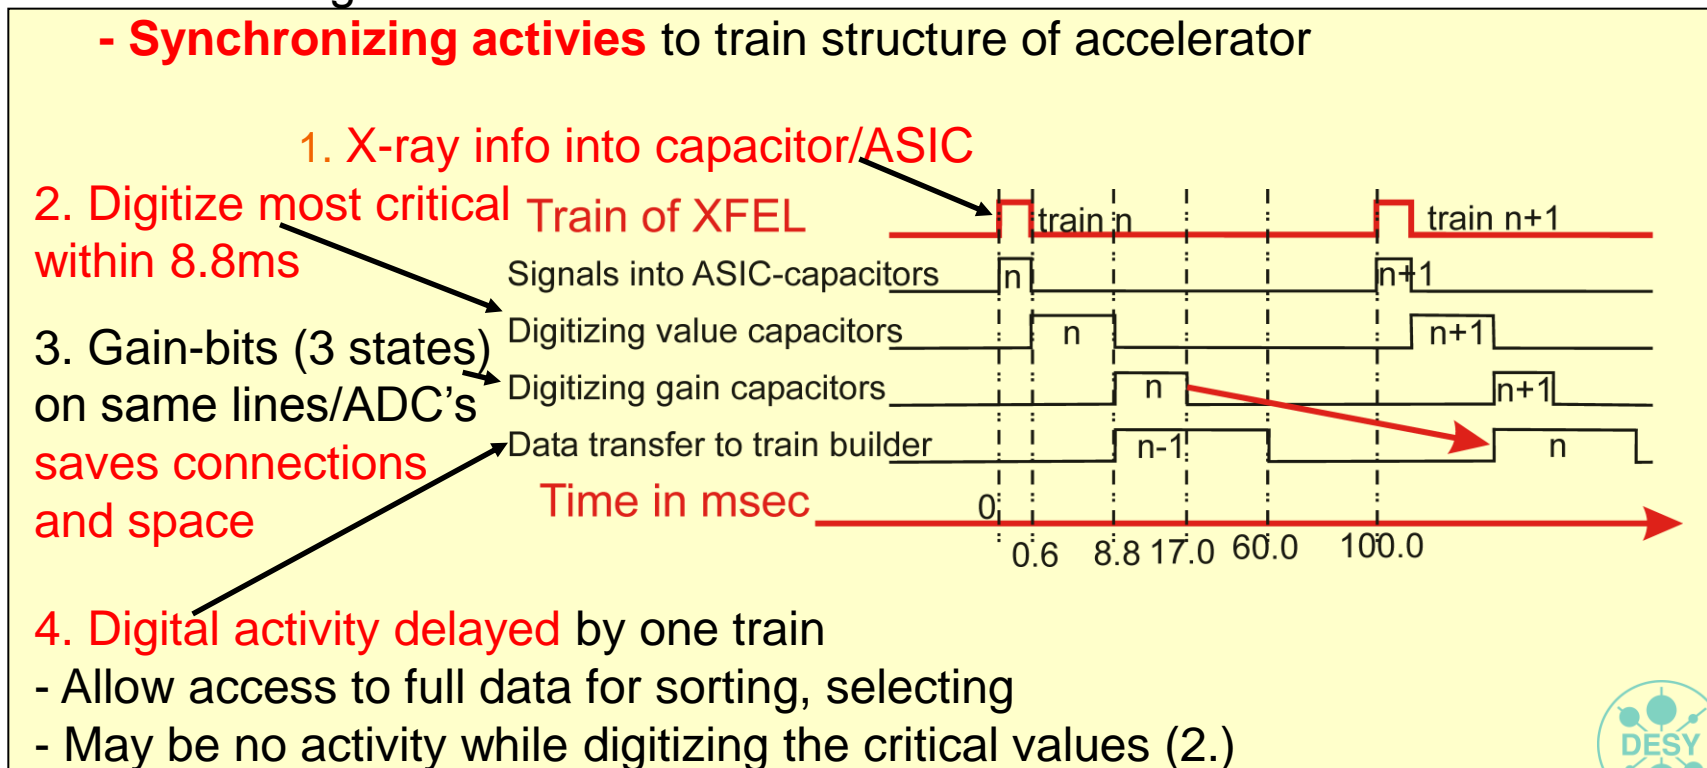 - Synchronizing activies to train structure of accelerator
1. X-ray info into capacitor/ASIC
2. Digitize most critical
within 8.8ms
3. Gain-bits (3 states)
on same lines/ADC's
saves connections
and space
Train of XFEL
train n
train n+1
Signals into ASIC-capacitors
n
n+1
Digitizing value capacitors
n
n+1
Digitizing gain capacitors
n
n+1
Data transfer to train builder
n-1
n
Time in msec
0
0.6 8.8 17.0 60.0 100.0
4. Digital activity delayed by one train
- Allow access to full data for sorting, selecting
- May be no activity while digitizing the critical values (2.)
DESY